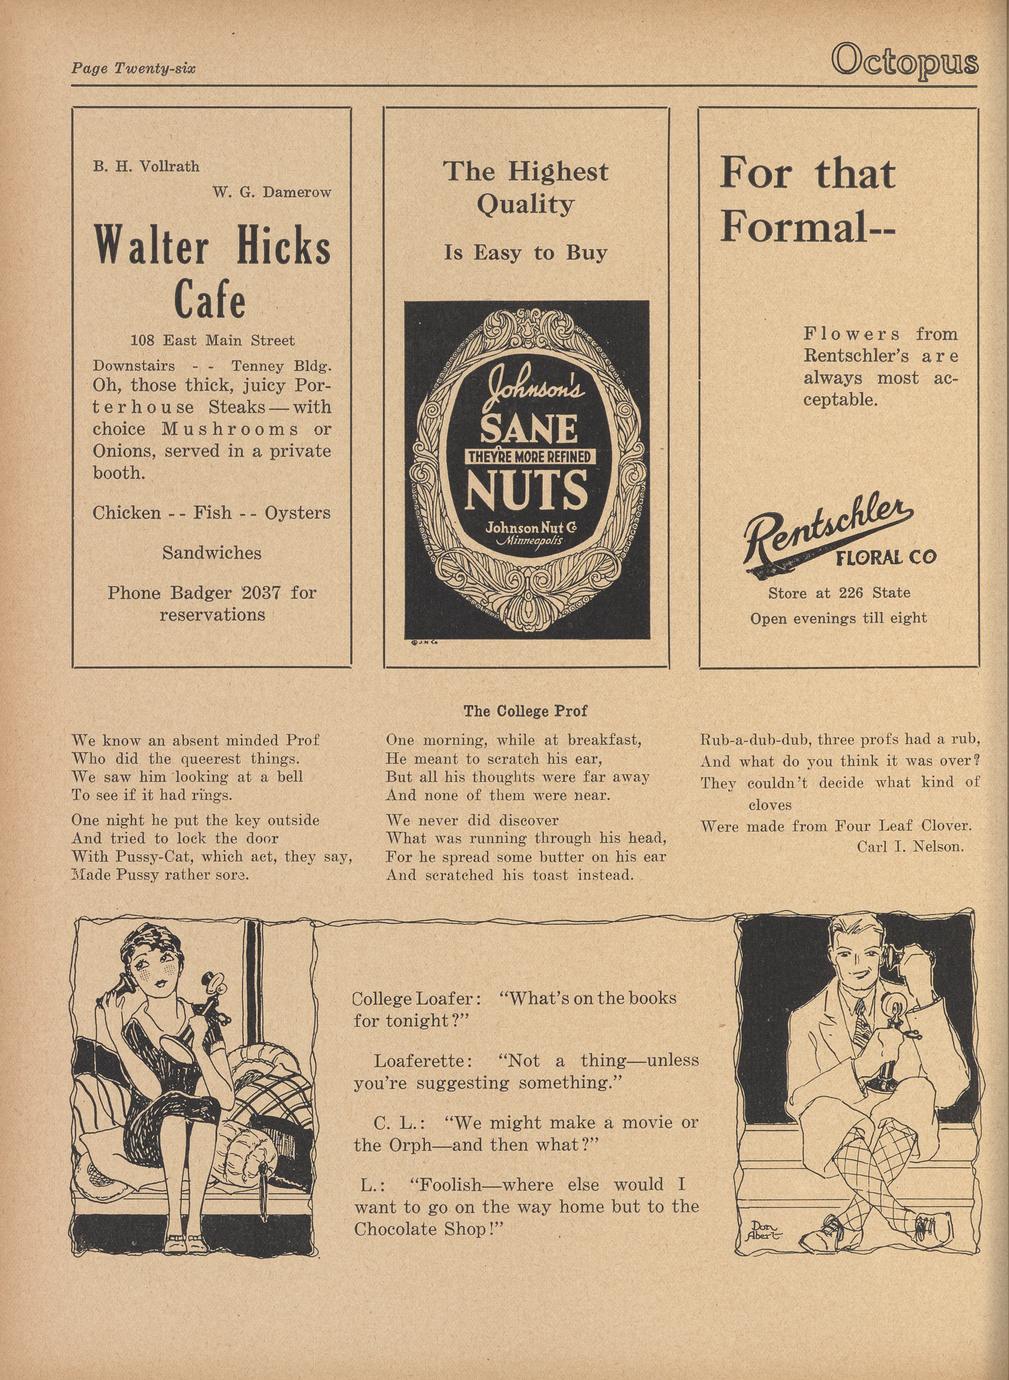 Page Twenty-six
Octopus
B. H. Vollrath
W. G. Damerow
Walter Hicks
Cafe
108 East Main Street
Downstairs - - Tenney Bldg.
Oh, those thick, juicy Por-
terhouse Steaks—with
choice Mushrooms or
Onions, served in a private
booth.
Chicken - - Fish - - Oysters
Sandwiches
Phone Badger 2037 for
reservations
The Highest
Quality
Is Easy to Buy
Johnson's
SANE
THEY'RE MORE REFINED
NUTS
Johnson Nut Co
Minneapolis
© J. N. Co
For that
Formal--
Flowers from
Rentschler's are
always most ac-
ceptable.
Rentschler
FLORAL CO
Store at 226 State
Open evenings till eight
The College Prof
We know an absent minded Prof
Who did the queerest things.
We saw him looking at a bell
To see if it had rings.
One night he put the key outside
And tried to lock the door
With Pussy-Cat, which act, they say,
Made Pussy rather sore.
One morning, while at breakfast,
He meant to scratch his ear,
But all his thoughts were far away
And none of them were near.
We never did discover
What was running through his head,
For he spread some butter on his ear
And scratched his toast instead.
Rub-a-dub-dub, three profs had a rub,
And what do you think it was over?
They couldn't decide what kind of
cloves
Were made from Four Leaf Clover.
Carl I. Nelson.
College Loafer: "What's on the books
for tonight?"
Loaferette: "Not a thing—unless
you're suggesting something."
C. L.: "We might make a movie or
the Orph—and then what?"
L.: "Foolish—where else would I
want to go on the way home but to the
Chocolate Shop!"
Don
Abert